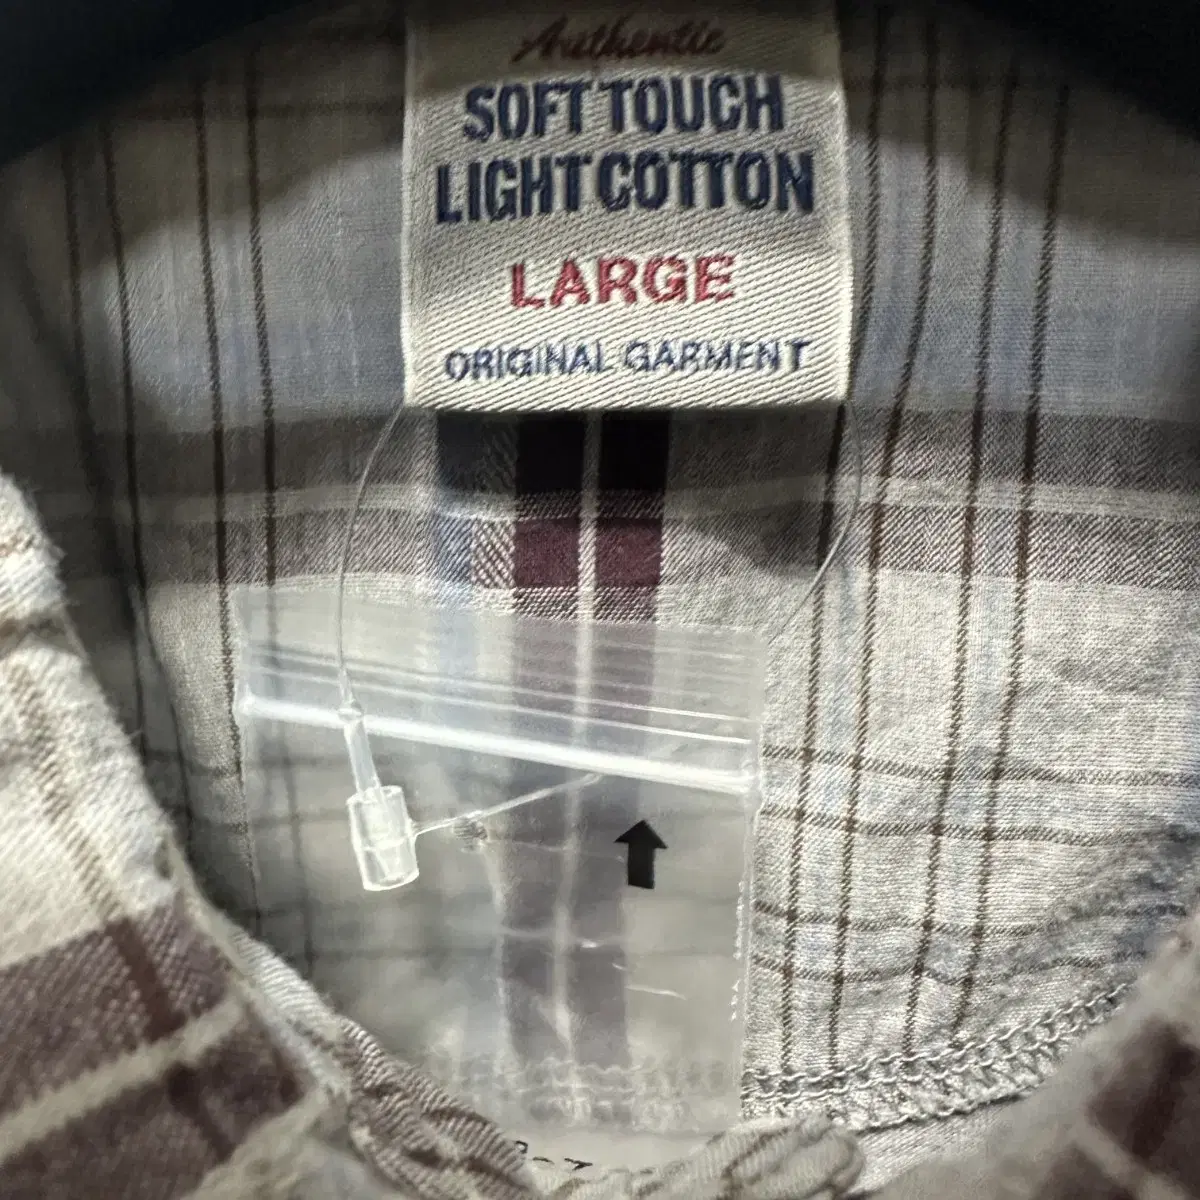 Authentic
SOFT TOUCH
LIGHT COTTON
LARGE
ORIGINAL GARMENT